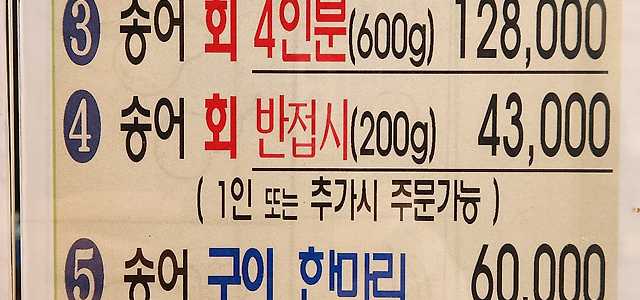 ③ 송어 회 4인분(600g) 128,000
④ 송어 회 반접시(200g) 43,000
( 1인 또는 추가시 주문가능 )
⑤ 송어 구이 한마리 60,000